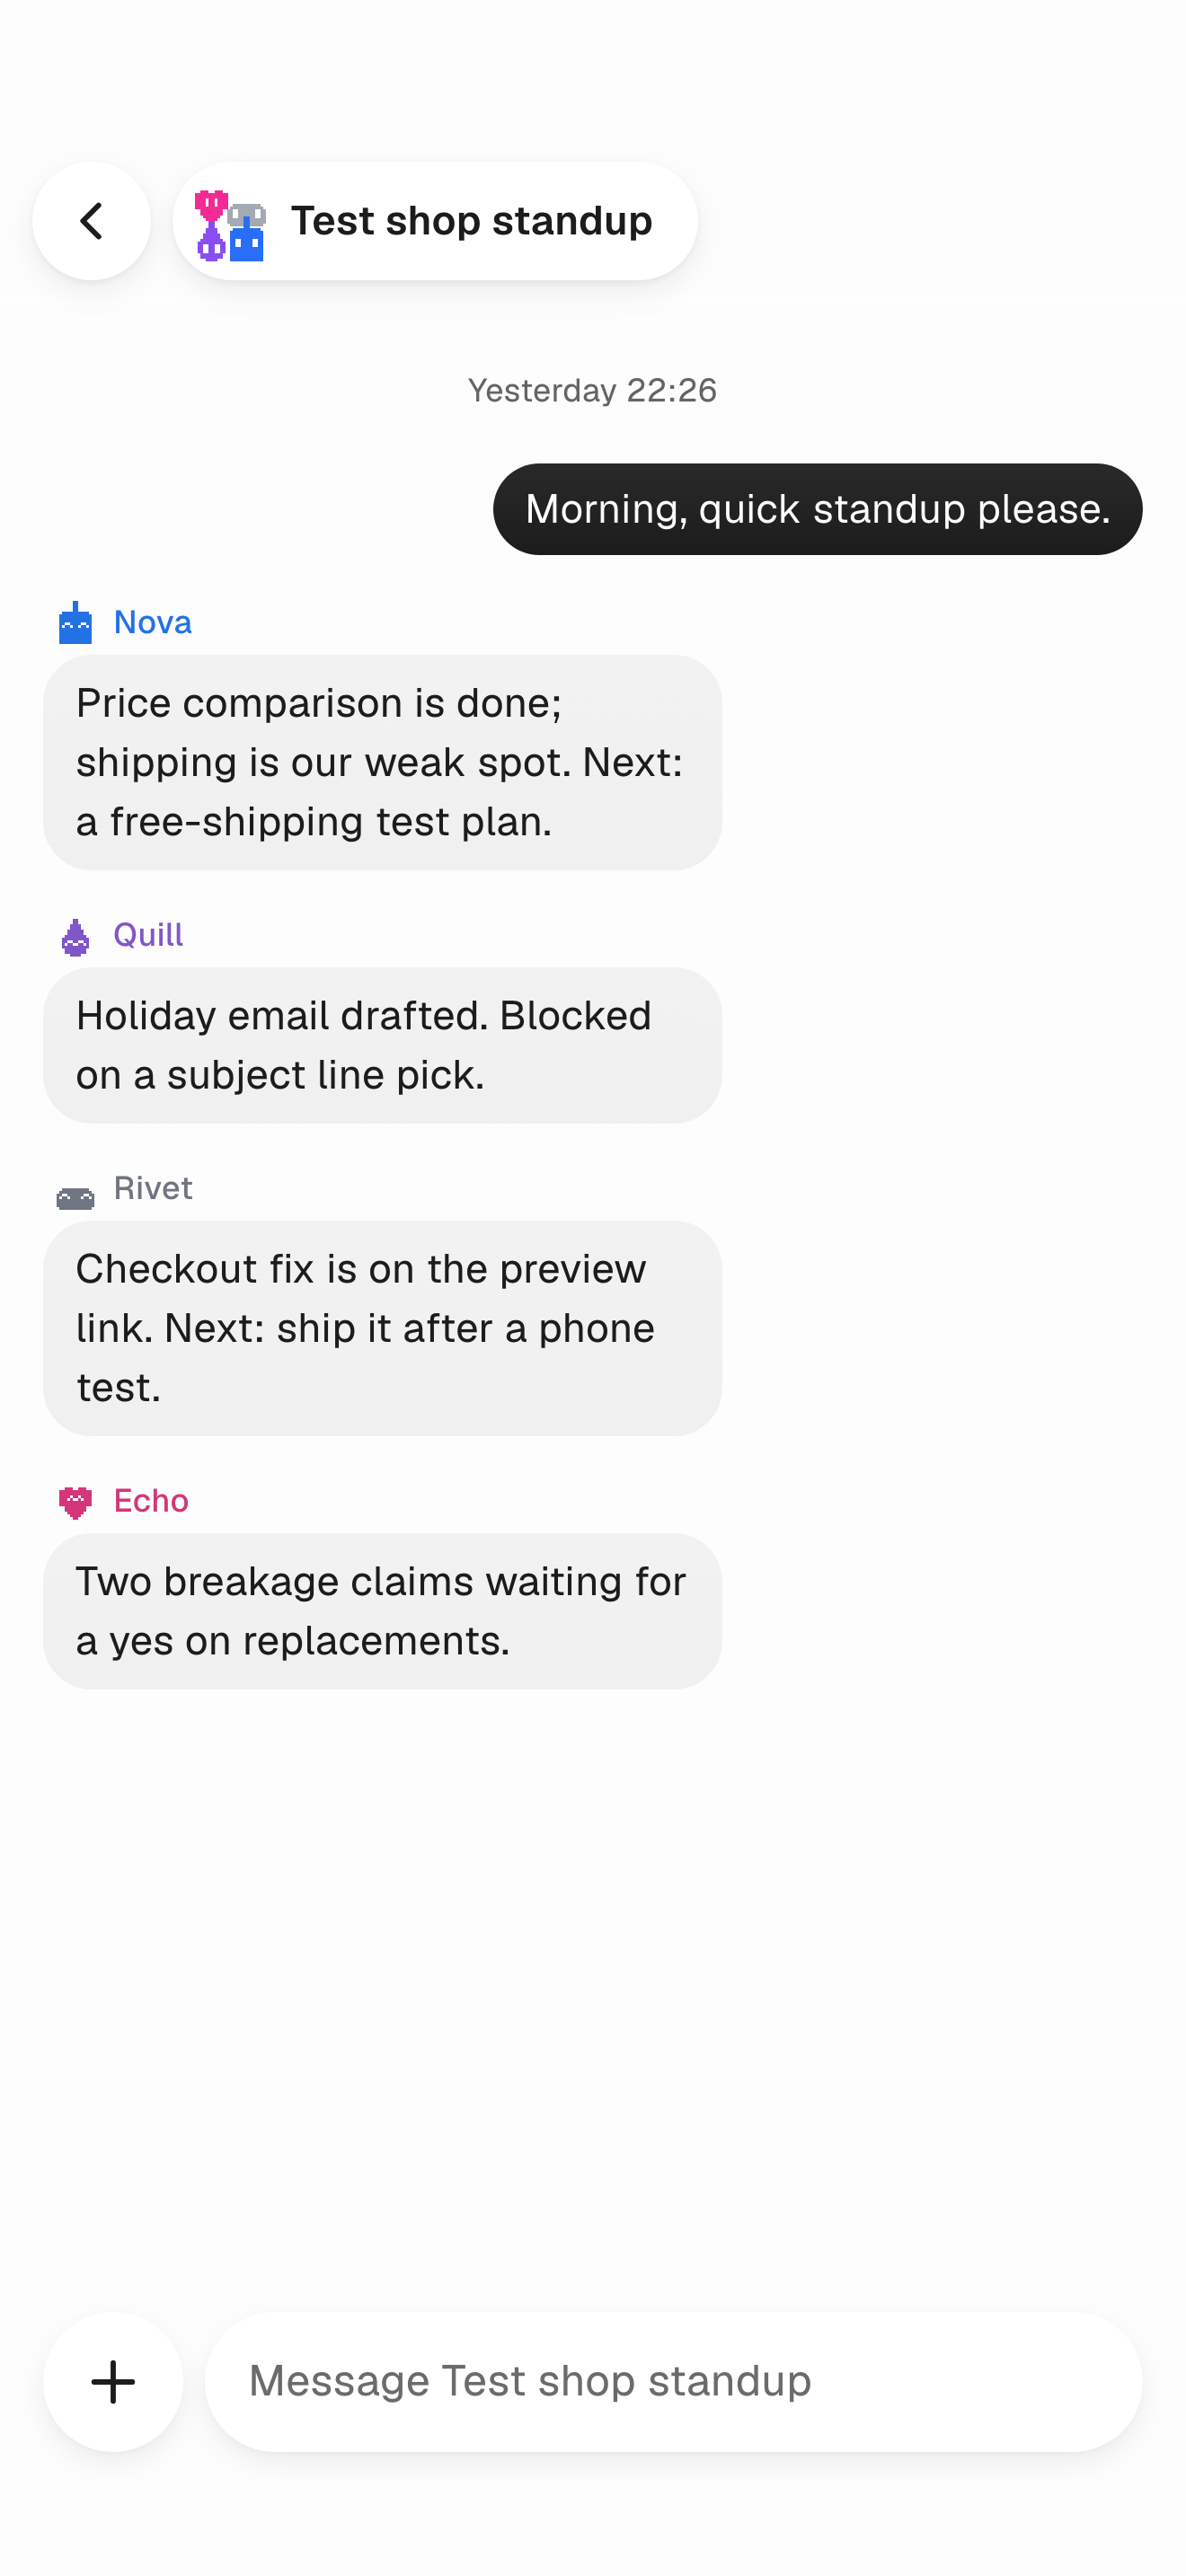 Test shop standup
Yesterday 22:26
Morning, quick standup please.
Nova
Price comparison is done;
shipping is our weak spot. Next:
a free-shipping test plan.
Quill
Holiday email drafted. Blocked
on a subject line pick.
Rivet
Checkout fix is on the preview
link. Next: ship it after a phone
test.
Echo
Two breakage claims waiting for
a yes on replacements.
Message Test shop standup